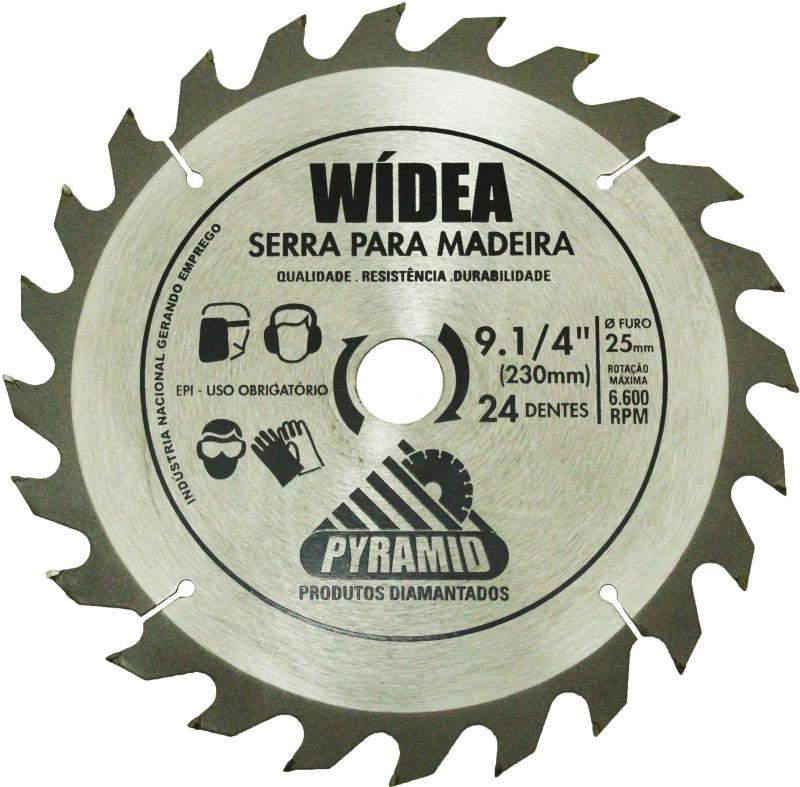 WÍDEA
SERRA PARA MADEIRA
QUALIDADE . RESISTÊNCIA .DURABILIDADE
INDÚSTRIA NACIONAL GERANDO EMPREGO
EPI - USO OBRIGATÓRIO
9.1/4"
(230mm)
24 DENTES
Ø FURO
25mm
ROTAÇÃO
MÁXIMA
6.600
RPM
PYRAMID
PRODUTOS DIAMANTADOS